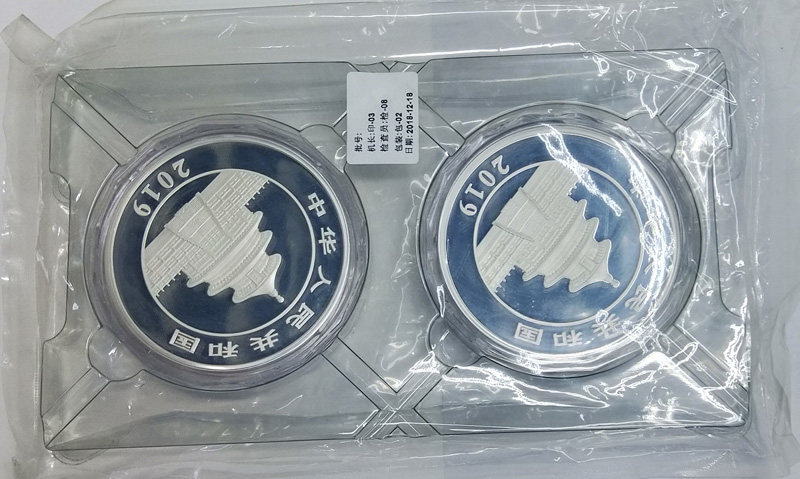 批号:
机长:印-03
检查员:检-08
包装:包-02
日期:2018-12-18
中华人民共和国
2019
人民共和国
2019